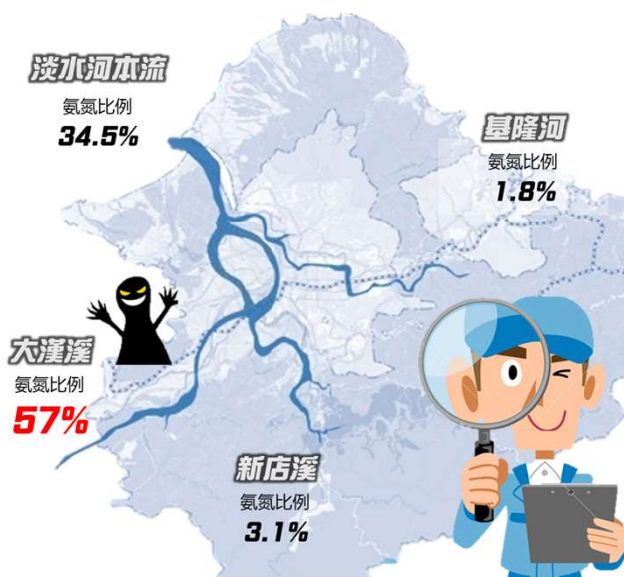 淡水河本流
氨氮比例
34.5%
基隆河
氨氮比例
1.8%
大漢溪
氨氮比例
57%
新店溪
氨氮比例
3.1%